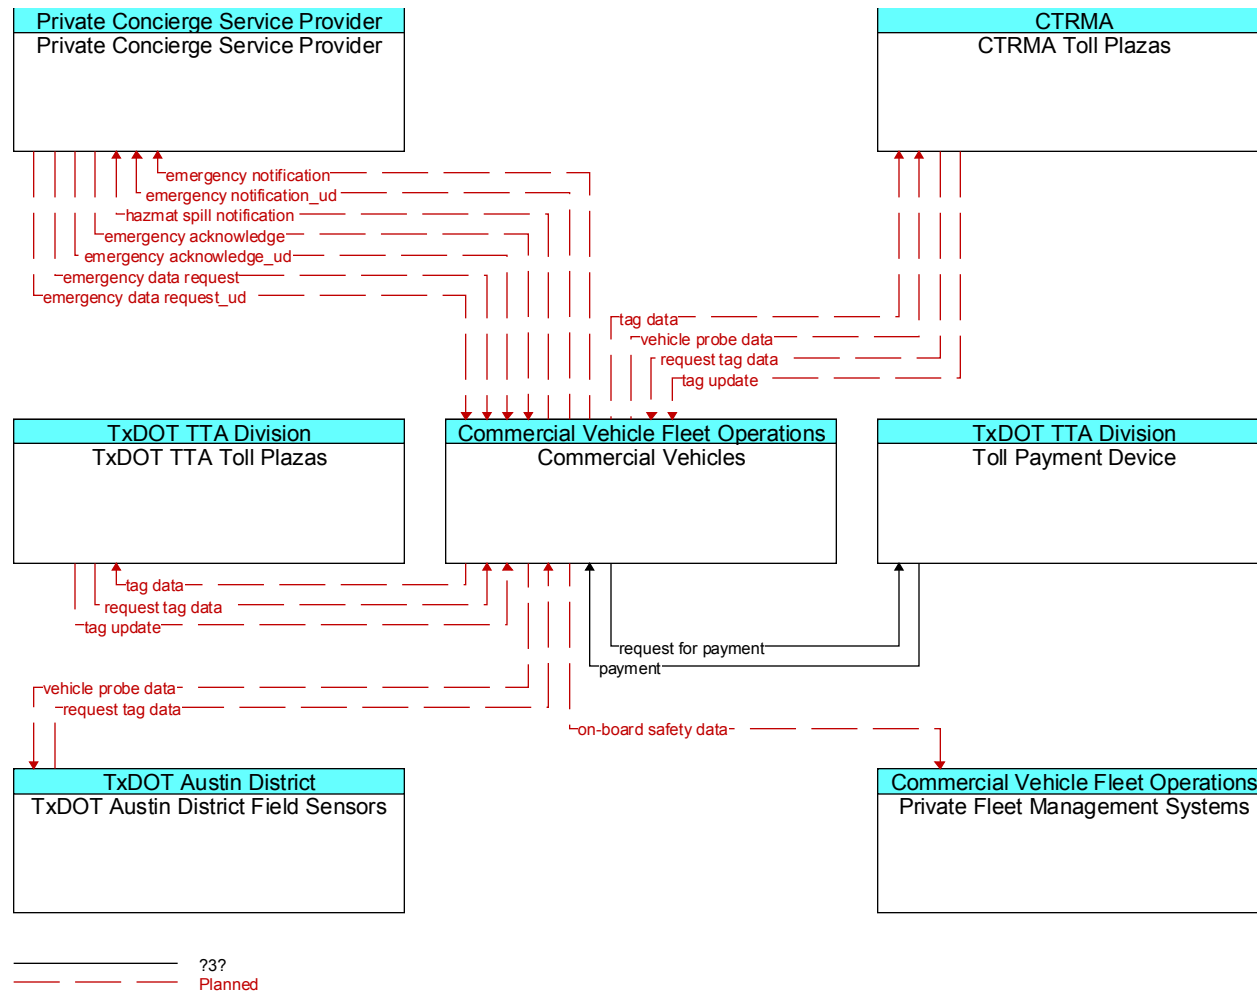 Private Concierge Service Provider
Private Concierge Service Provider
CTRMA
CTRMA Toll Plazas
emergency notification
emergency notification_ud
hazmat spill notification
emergency acknowledge
emergency acknowledge_ud
emergency data request
emergency data request_ud
tag data
vehicle probe data
request tag data
tag update
TxDOT TTA Division
TxDOT TTA Toll Plazas
Commercial Vehicle Fleet Operations
Commercial Vehicles
TxDOT TTA Division
Toll Payment Device
tag data
request tag data
tag update
request for payment
payment
vehicle probe data
request tag data
on-board safety data
TxDOT Austin District
TxDOT Austin District Field Sensors
Commercial Vehicle Fleet Operations
Private Fleet Management Systems
?3?
Planned